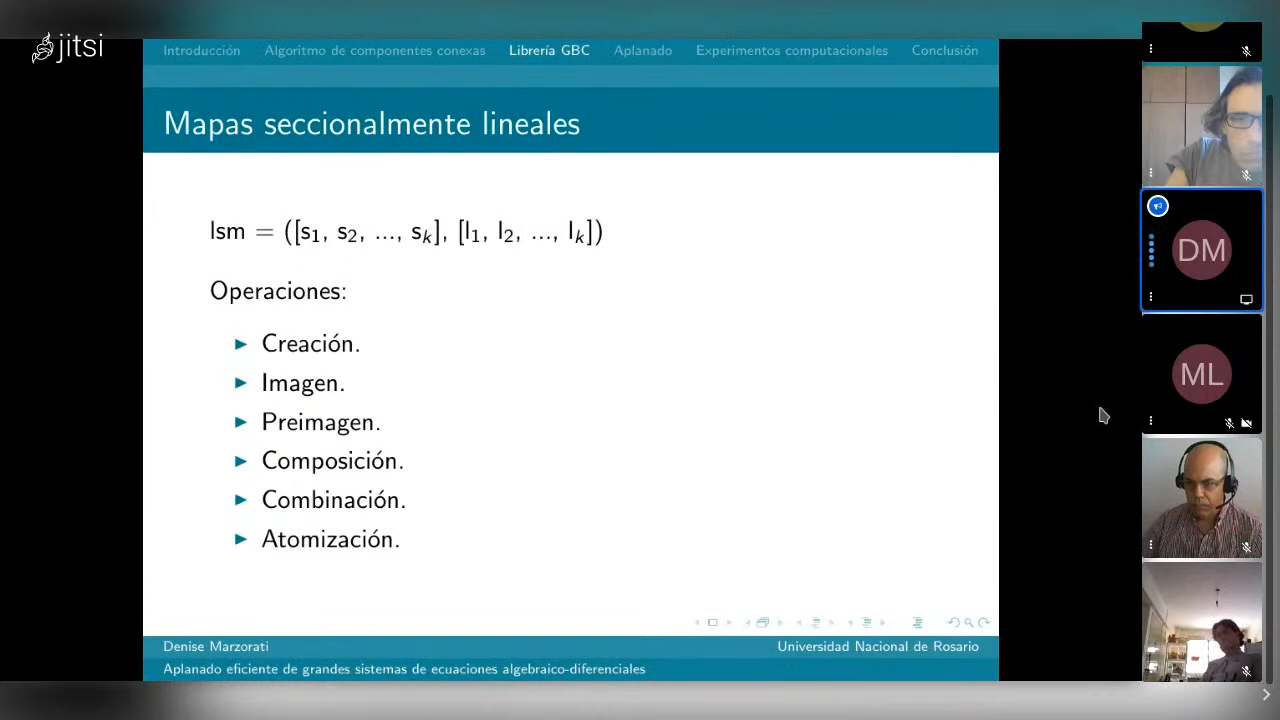 jitsi
Introducción Algoritmo de componentes conexas Librería GBC Aplanado Experimentos computacionales Conclusión
Mapas seccionalmente lineales
lsm = ([s₁, s₂, ..., sₖ], [l₁, l₂, ..., lₖ])
Operaciones:
Creación.
Imagen.
Preimagen.
Composición.
Combinación.
Atomización.
Denise Marzorati Universidad Nacional de Rosario
Aplanado eficiente de grandes sistemas de ecuaciones algebraico-diferenciales
DM
ML